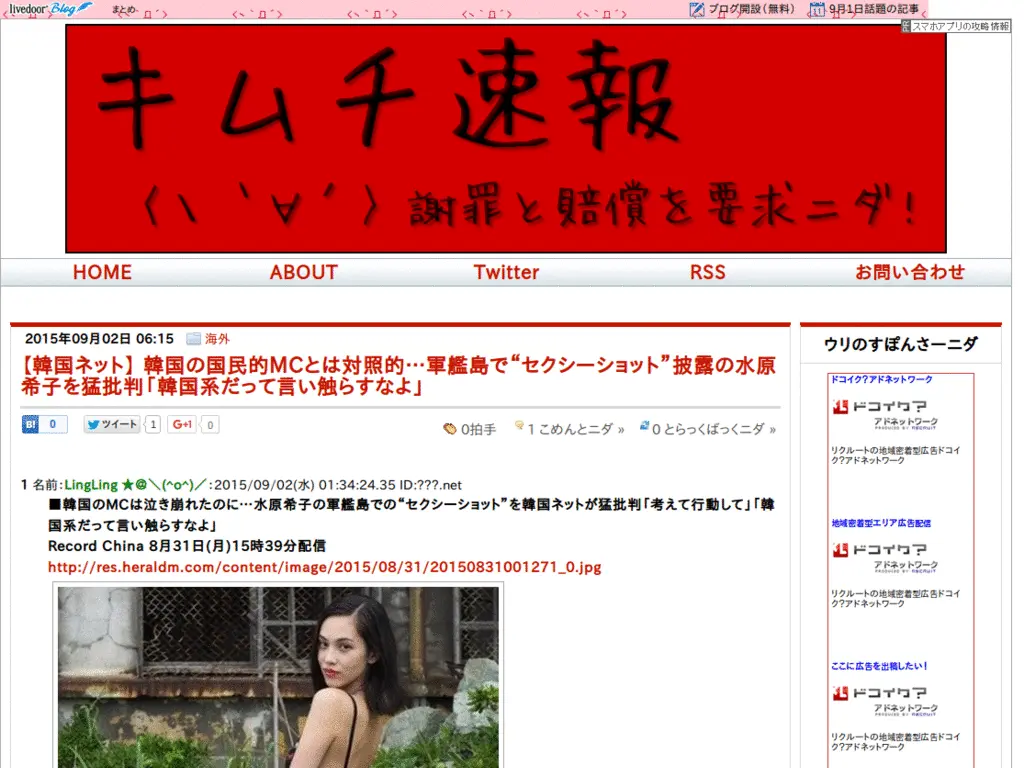 livedoor Blog まとめ ブログ開設(無料) 9月1日話題の記事
PR スマホアプリの攻略情報
キムチ速報
〈ヽ`∀´〉謝罪と賠償を要求ニダ!
HOME ABOUT Twitter RSS お問い合わせ
2015年09月02日 06:15 海外
【韓国ネット】 韓国の国民的MCとは対照的…軍艦島で“セクシーショット”披露の水原
希子を猛批判「韓国系だって言い触らすなよ」
B! 0 ツイート 1 G+1 0 0拍手 1 こめんとニダ » 0 とらっくばっくニダ »
1 名前:LingLing ★@\(^o^)/:2015/09/02(水) 01:34:24.35 ID:???.net
■韓国のMCは泣き崩れたのに…水原希子の軍艦島での“セクシーショット”を韓国ネットが猛批判「考えて行動して」「韓
国系だって言い触らすなよ」
Record China 8月31日(月)15時39分配信
http://res.heraldm.com/content/image/2015/08/31/20150831001271_0.jpg
ウリのすぽんさーニダ
ドコイク?アドネットワーク
ドコイク?
アドネットワーク
PRODUCE BY RECRUIT
リクルートの地域密着型広告ドコイ
ク?アドネットワーク
地域密着型エリア広告配信
ドコイク?
アドネットワーク
PRODUCE BY RECRUIT
リクルートの地域密着型広告ドコイ
ク?アドネットワーク
ここに広告を出稿したい!
ドコイク?
アドネットワーク
PRODUCE BY RECRUIT
リクルートの地域密着型広告ドコイ
ク?アドネットワーク